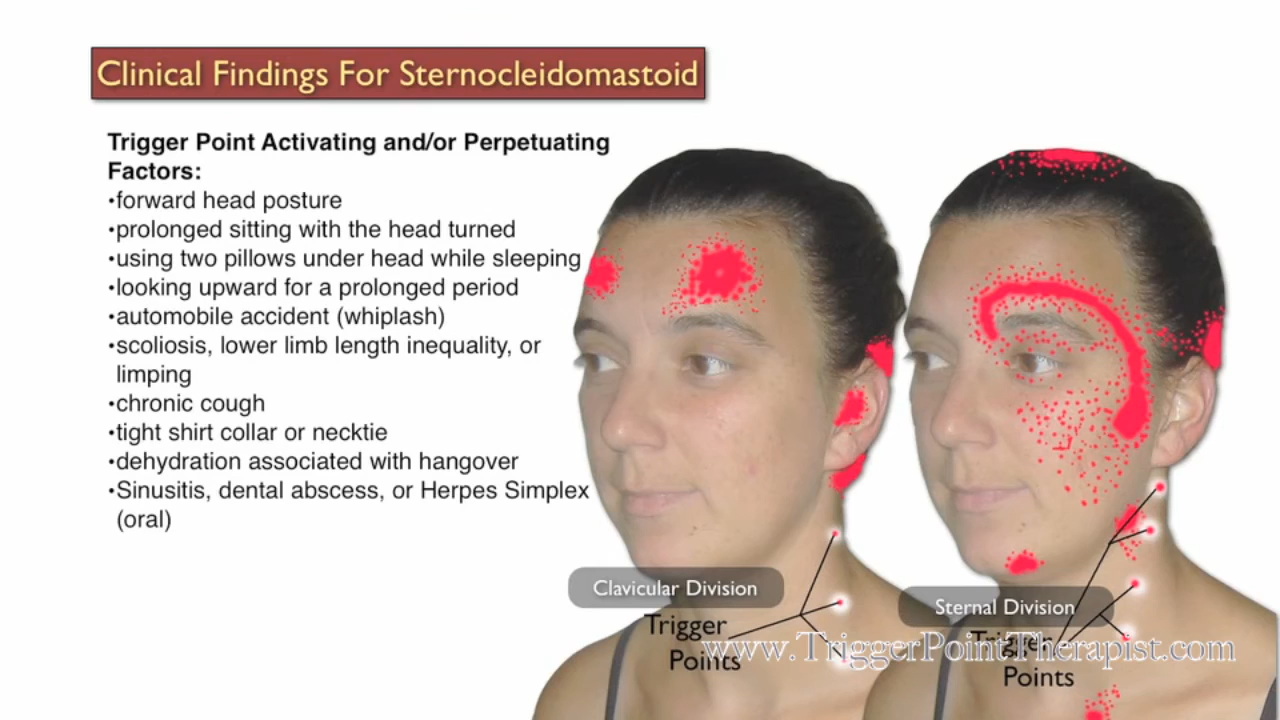 Clinical Findings For Sternocleidomastoid
Trigger Point Activating and/or Perpetuating
Factors:
•forward head posture
•prolonged sitting with the head turned
•using two pillows under head while sleeping
•looking upward for a prolonged period
•automobile accident (whiplash)
•scoliosis, lower limb length inequality, or
limping
•chronic cough
•tight shirt collar or necktie
•dehydration associated with hangover
•Sinusitis, dental abscess, or Herpes Simplex
(oral)
Clavicular Division
Trigger
Points
Sternal Division
Trigger
Points
www.TriggerPointTherapist.com